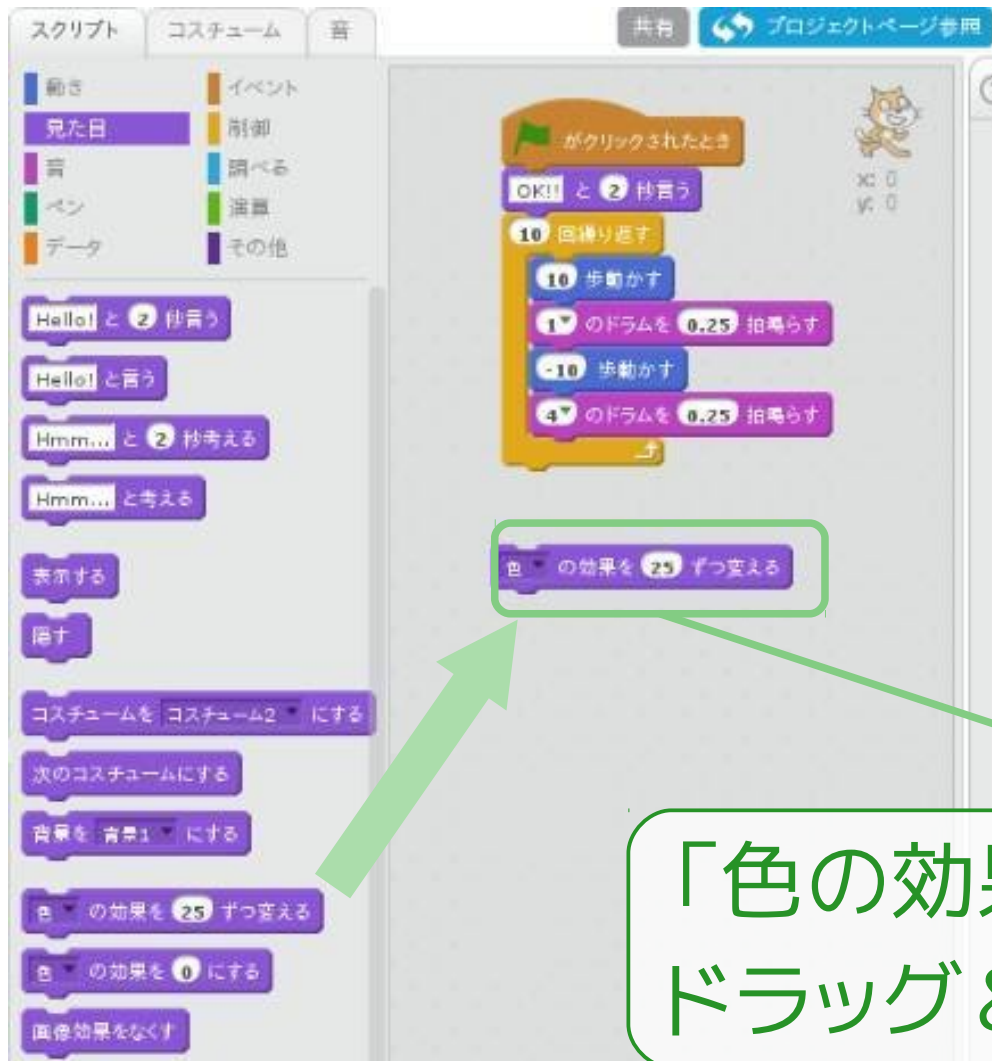 スクリプト コスチューム 音 共有 プロジェクトページ参照
動き イベント
見た目 制御
音 調べる
ペン 演算
データ その他
Hello! と 2 秒言う
Hello! と言う
Hmm... と 2 秒考える
Hmm... と考える
表示する
隠す
コスチュームを コスチューム2 にする
次のコスチュームにする
背景を 背景1 にする
色 の効果を 25 ずつ変える
色 の効果を 0 にする
画像効果をなくす
がクリックされたとき
OK!! と 2 秒言う
10 回繰り返す
10 歩動かす
1 のドラムを 0.25 拍鳴らす
-10 歩動かす
4 のドラムを 0.25 拍鳴らす
色 の効果を 25 ずつ変える
x: 0
y: 0
「色の効果
ドラッグ&